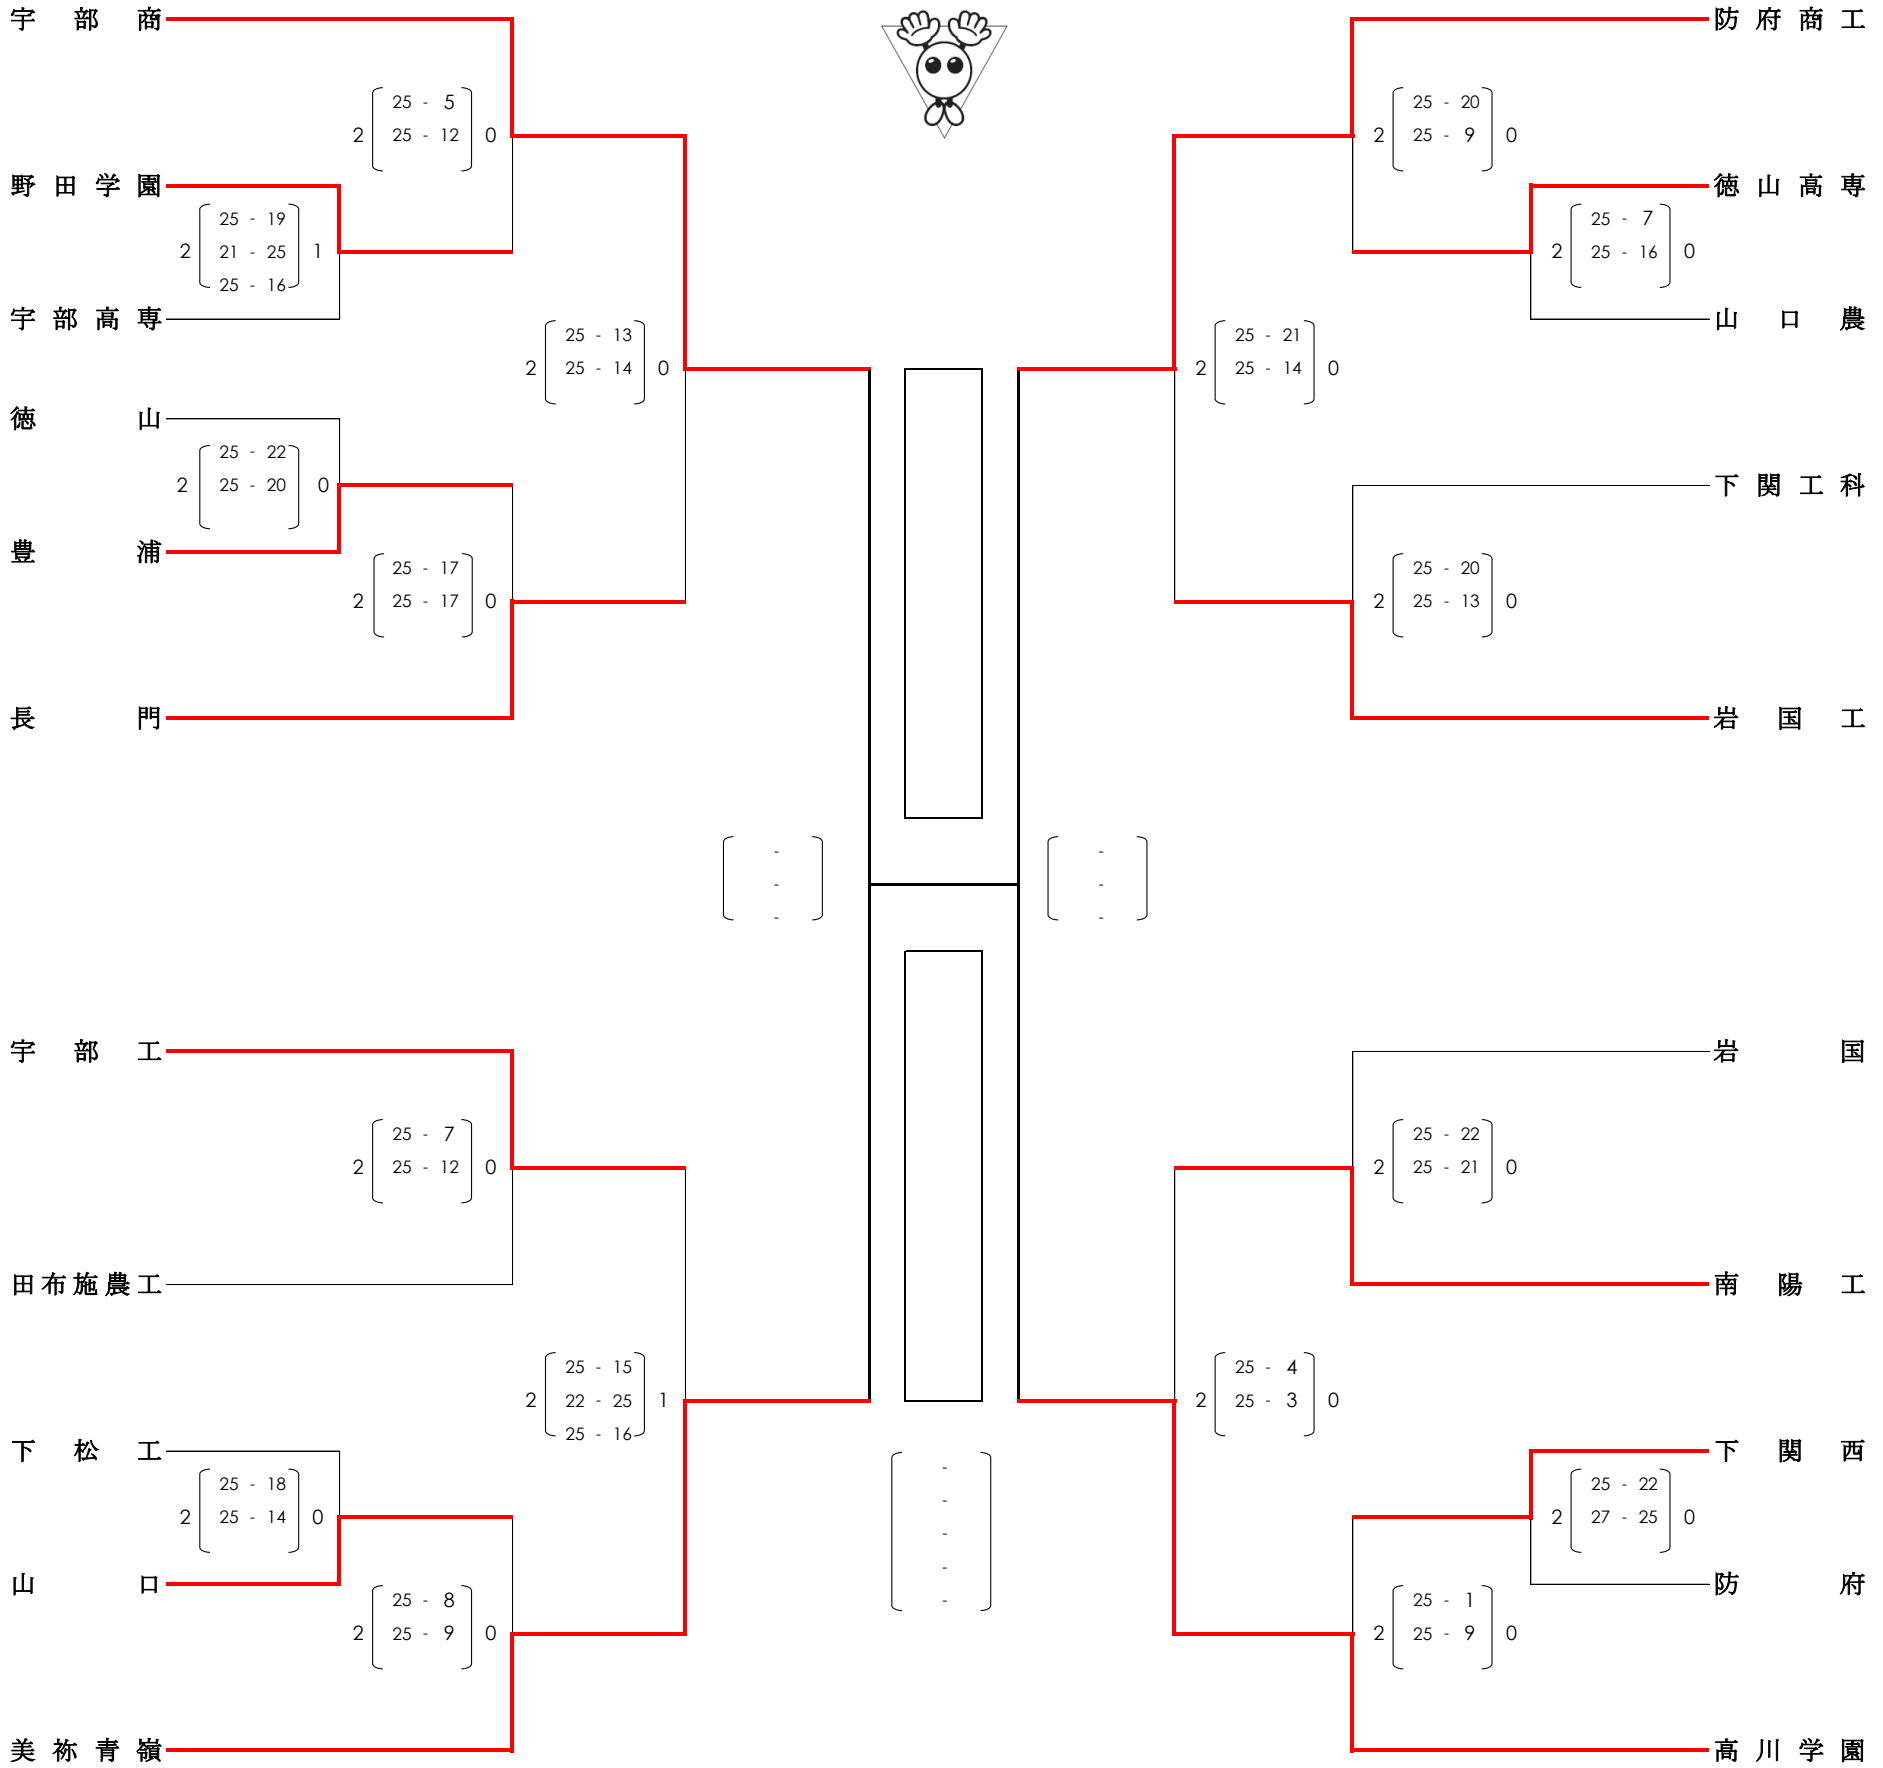 宇部商
25 - 5
2 25 - 12 0
野田学園
25 - 19
2 21 - 25 1
25 - 16
宇部高専
25 - 13
2 25 - 14 0
徳山
25 - 22
2 25 - 20 0
豊浦
25 - 17
2 25 - 17 0
長門
宇部工
25 - 7
2 25 - 12 0
田布施農工
25 - 15
2 22 - 25 1
25 - 16
下松工
25 - 18
2 25 - 14 0
山口
25 - 8
2 25 - 9 0
美祢青嶺
-
-
-
-
-
-
-
-
-
-
-
防府商工
25 - 20
2 25 - 9 0
徳山高専
25 - 7
2 25 - 16 0
山口農
25 - 21
2 25 - 14 0
下関工科
25 - 20
2 25 - 13 0
岩国工
岩国
25 - 22
2 25 - 21 0
南陽工
25 - 4
2 25 - 3 0
下関西
25 - 22
2 27 - 25 0
防府
25 - 1
2 25 - 9 0
高川学園